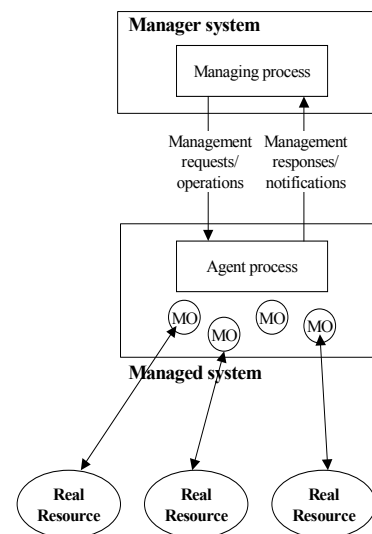 Manager system
Managing process
Management
requests/
operations
Management
responses/
notifications
Agent process
MO
MO
MO
MO
Managed system
Real
Resource
Real
Resource
Real
Resource